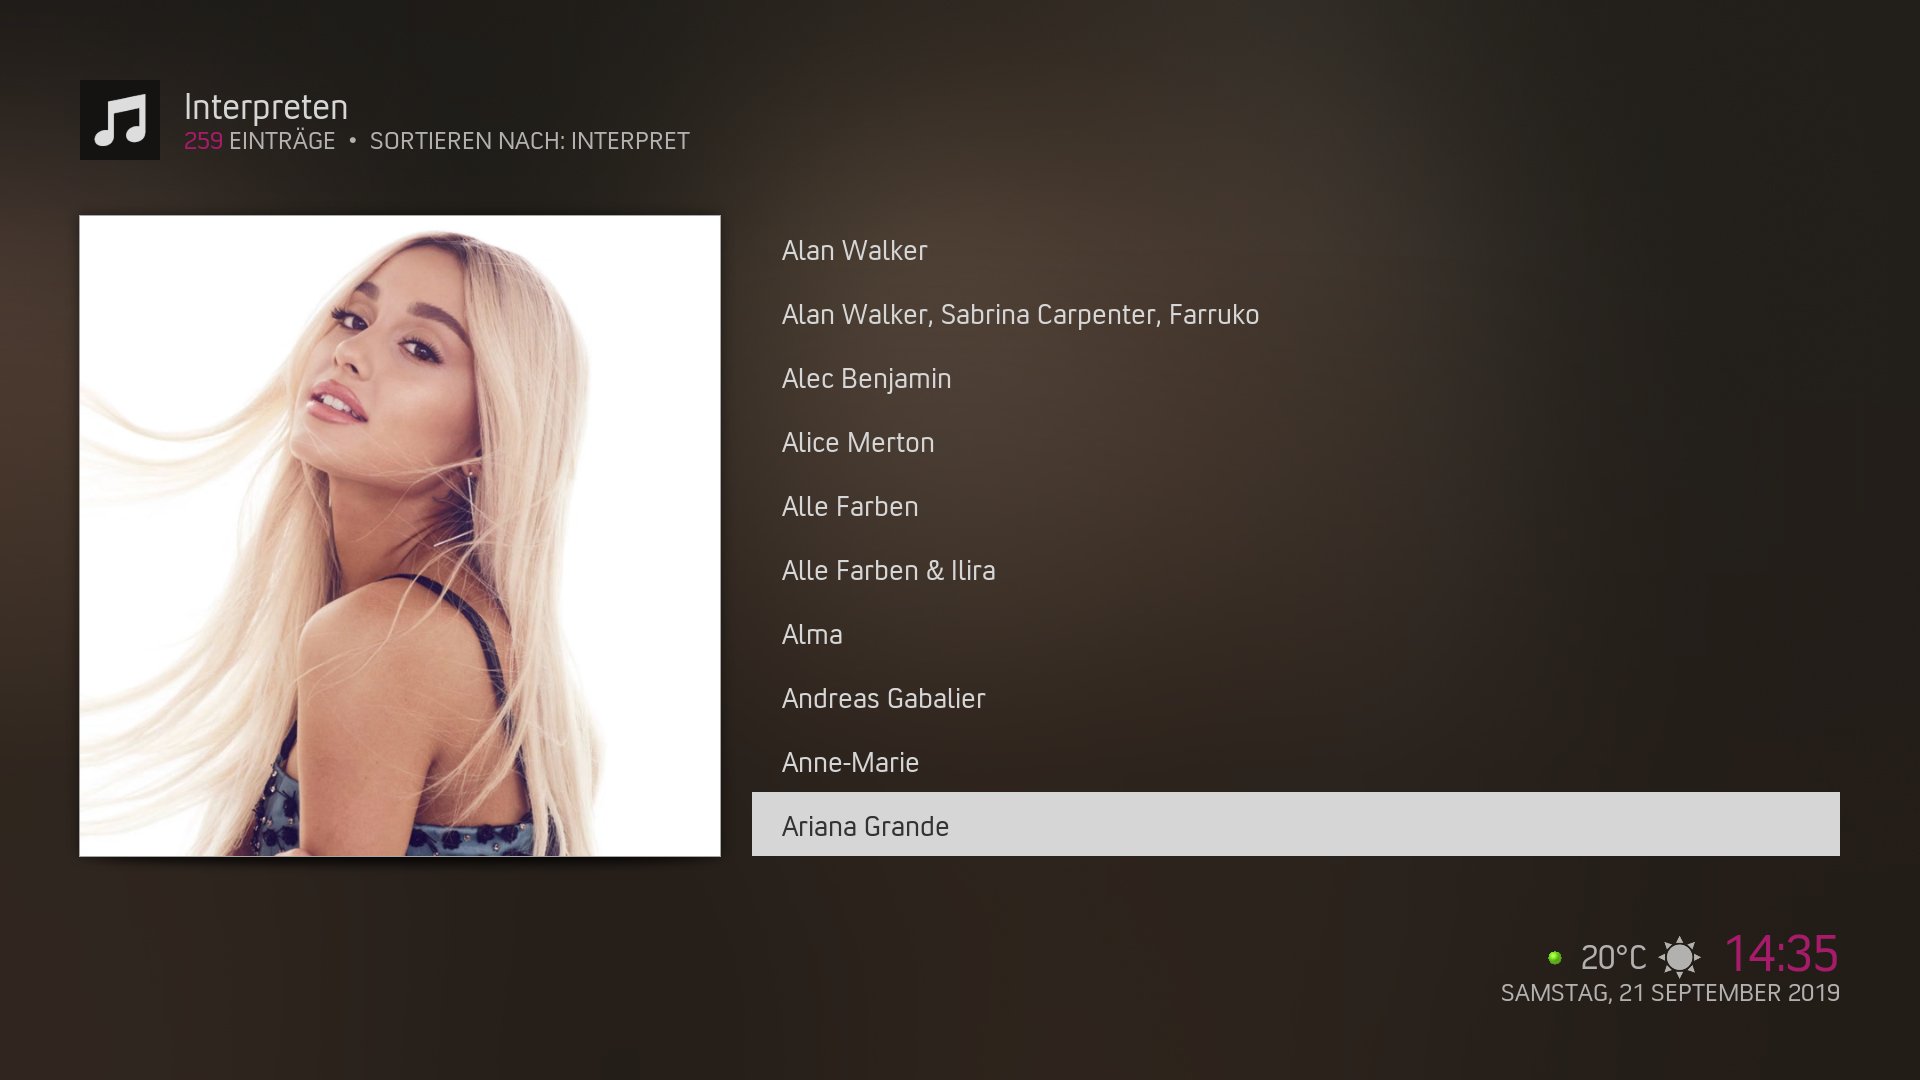 Interpreten
259 EINTRÄGE • SORTIEREN NACH: INTERPRET
Alan Walker
Alan Walker, Sabrina Carpenter, Farruko
Alec Benjamin
Alice Merton
Alle Farben
Alle Farben & Ilira
Alma
Andreas Gabalier
Anne-Marie
Ariana Grande
20°C 14:35
SAMSTAG, 21 SEPTEMBER 2019